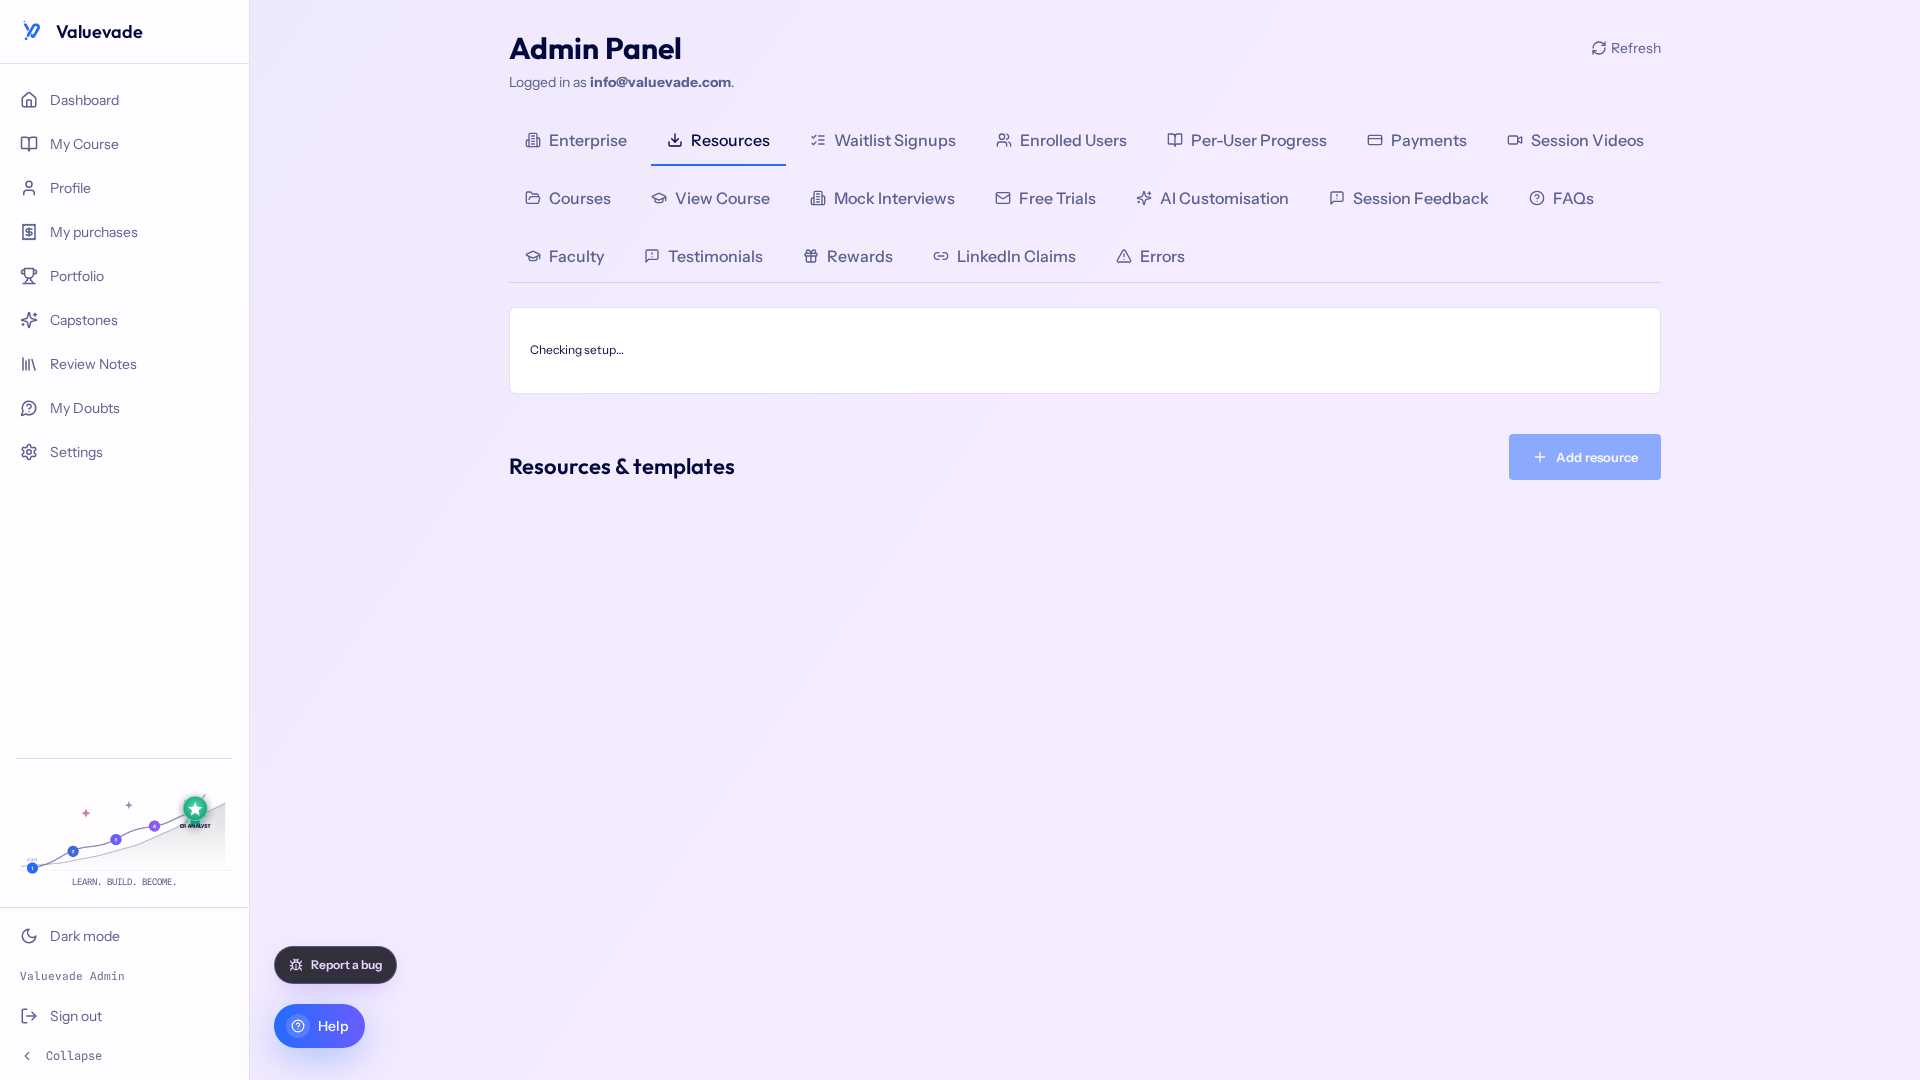 Valuevade
Dashboard
My Course
Profile
My purchases
Portfolio
Capstones
Review Notes
My Doubts
Settings
LEARN. BUILD. BECOME.
Dark mode
Valuevade Admin
Sign out
Collapse
Admin Panel
Refresh
Logged in as info@valuevade.com.
Enterprise Resources Waitlist Signups Enrolled Users Per-User Progress Payments Session Videos
Courses View Course Mock Interviews Free Trials AI Customisation Session Feedback FAQs
Faculty Testimonials Rewards LinkedIn Claims Errors
Checking setup…
Resources & templates
Add resource
Report a bug
Help